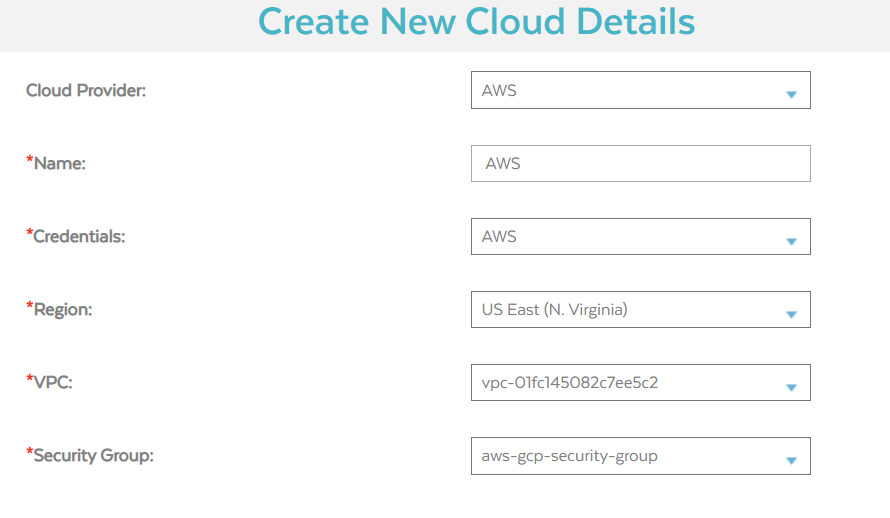 Create New Cloud Details
Cloud Provider: AWS
*Name: AWS
*Credentials: AWS
*Region: US East (N. Virginia)
*VPC: vpc-01fc145082c7ee5c2
*Security Group: aws-gcp-security-group